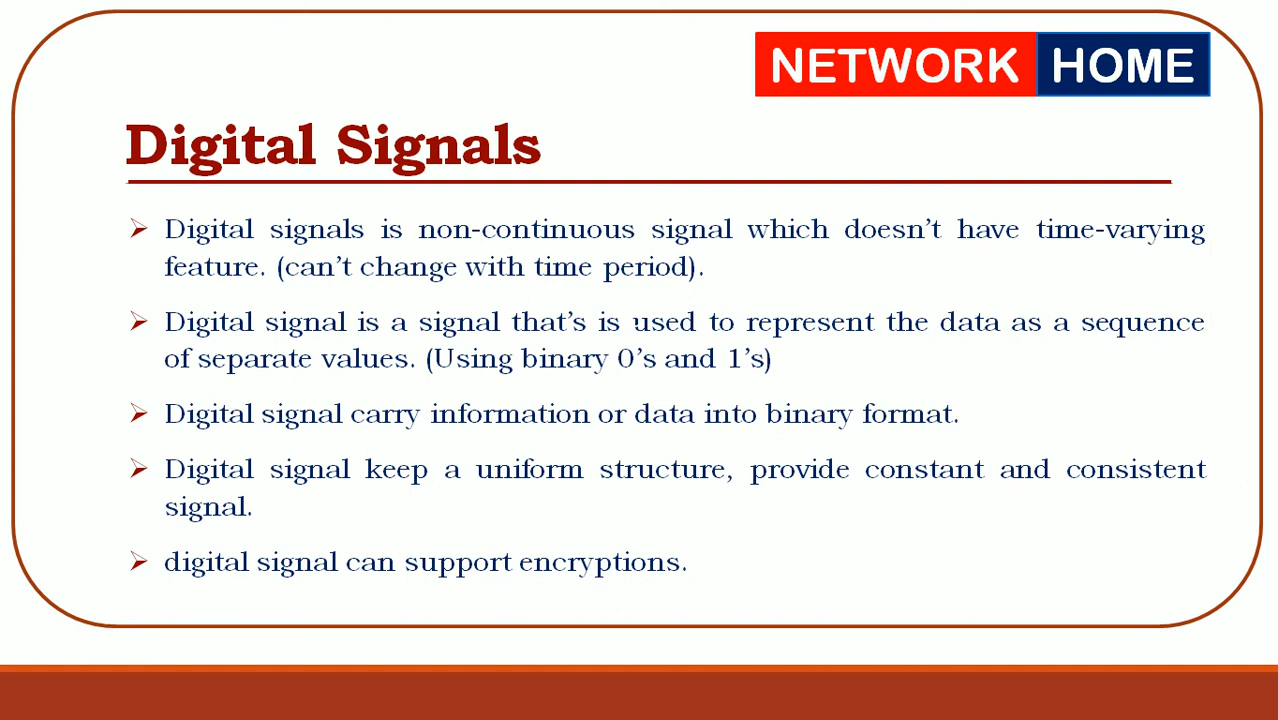 NETWORK HOME
Digital Signals
Digital signals is non-continuous signal which doesn't have time-varying
feature. (can't change with time period).
Digital signal is a signal that's is used to represent the data as a sequence
of separate values. (Using binary 0's and 1's)
Digital signal carry information or data into binary format.
Digital signal keep a uniform structure, provide constant and consistent
signal.
digital signal can support encryptions.